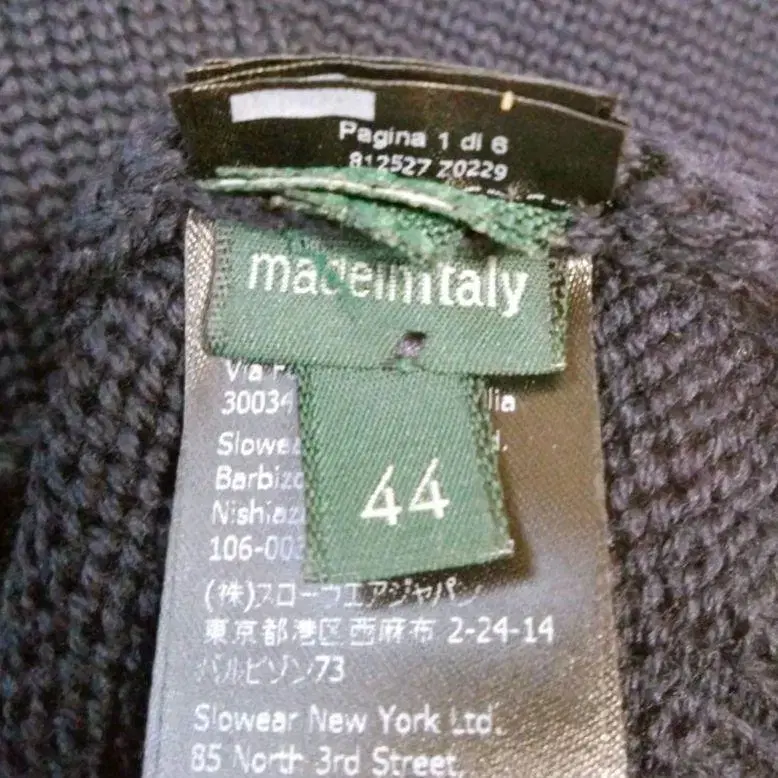 Pagina 1 di 6
812527 Z0229
madeinitaly
Via
30034
44
Slowear
Barbizo
Nishiaz
106-003
(株)スローウエアジャパン
東京都港区西麻布 2-24-14
バルビゾン73
Slowear New York Ltd.
85 North 3rd Street,